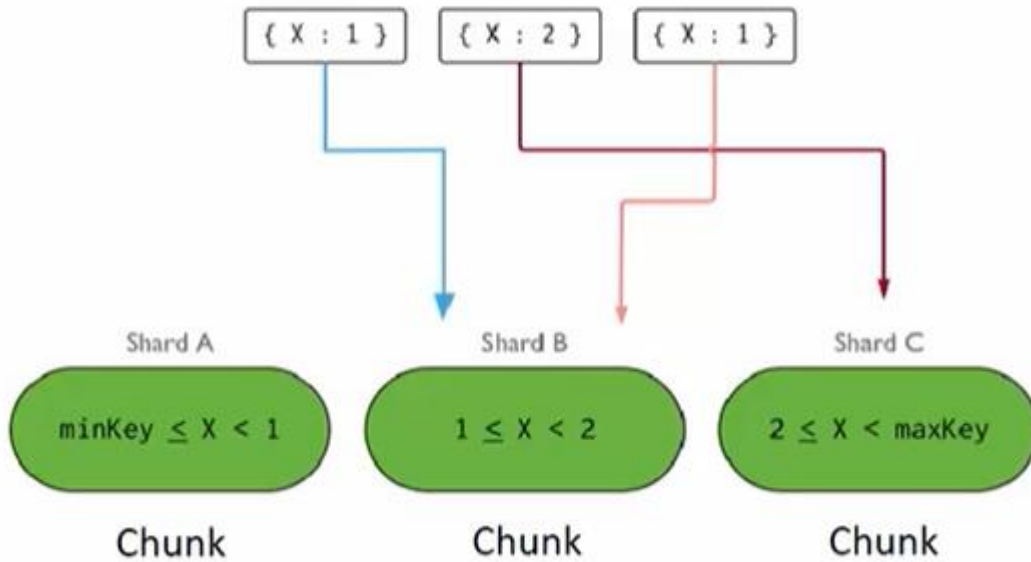 { X : 1 } { X : 2 } { X : 1 }
Shard A Shard B Shard C
minKey ≤ X < 1 1 ≤ X < 2 2 ≤ X < maxKey
Chunk Chunk Chunk